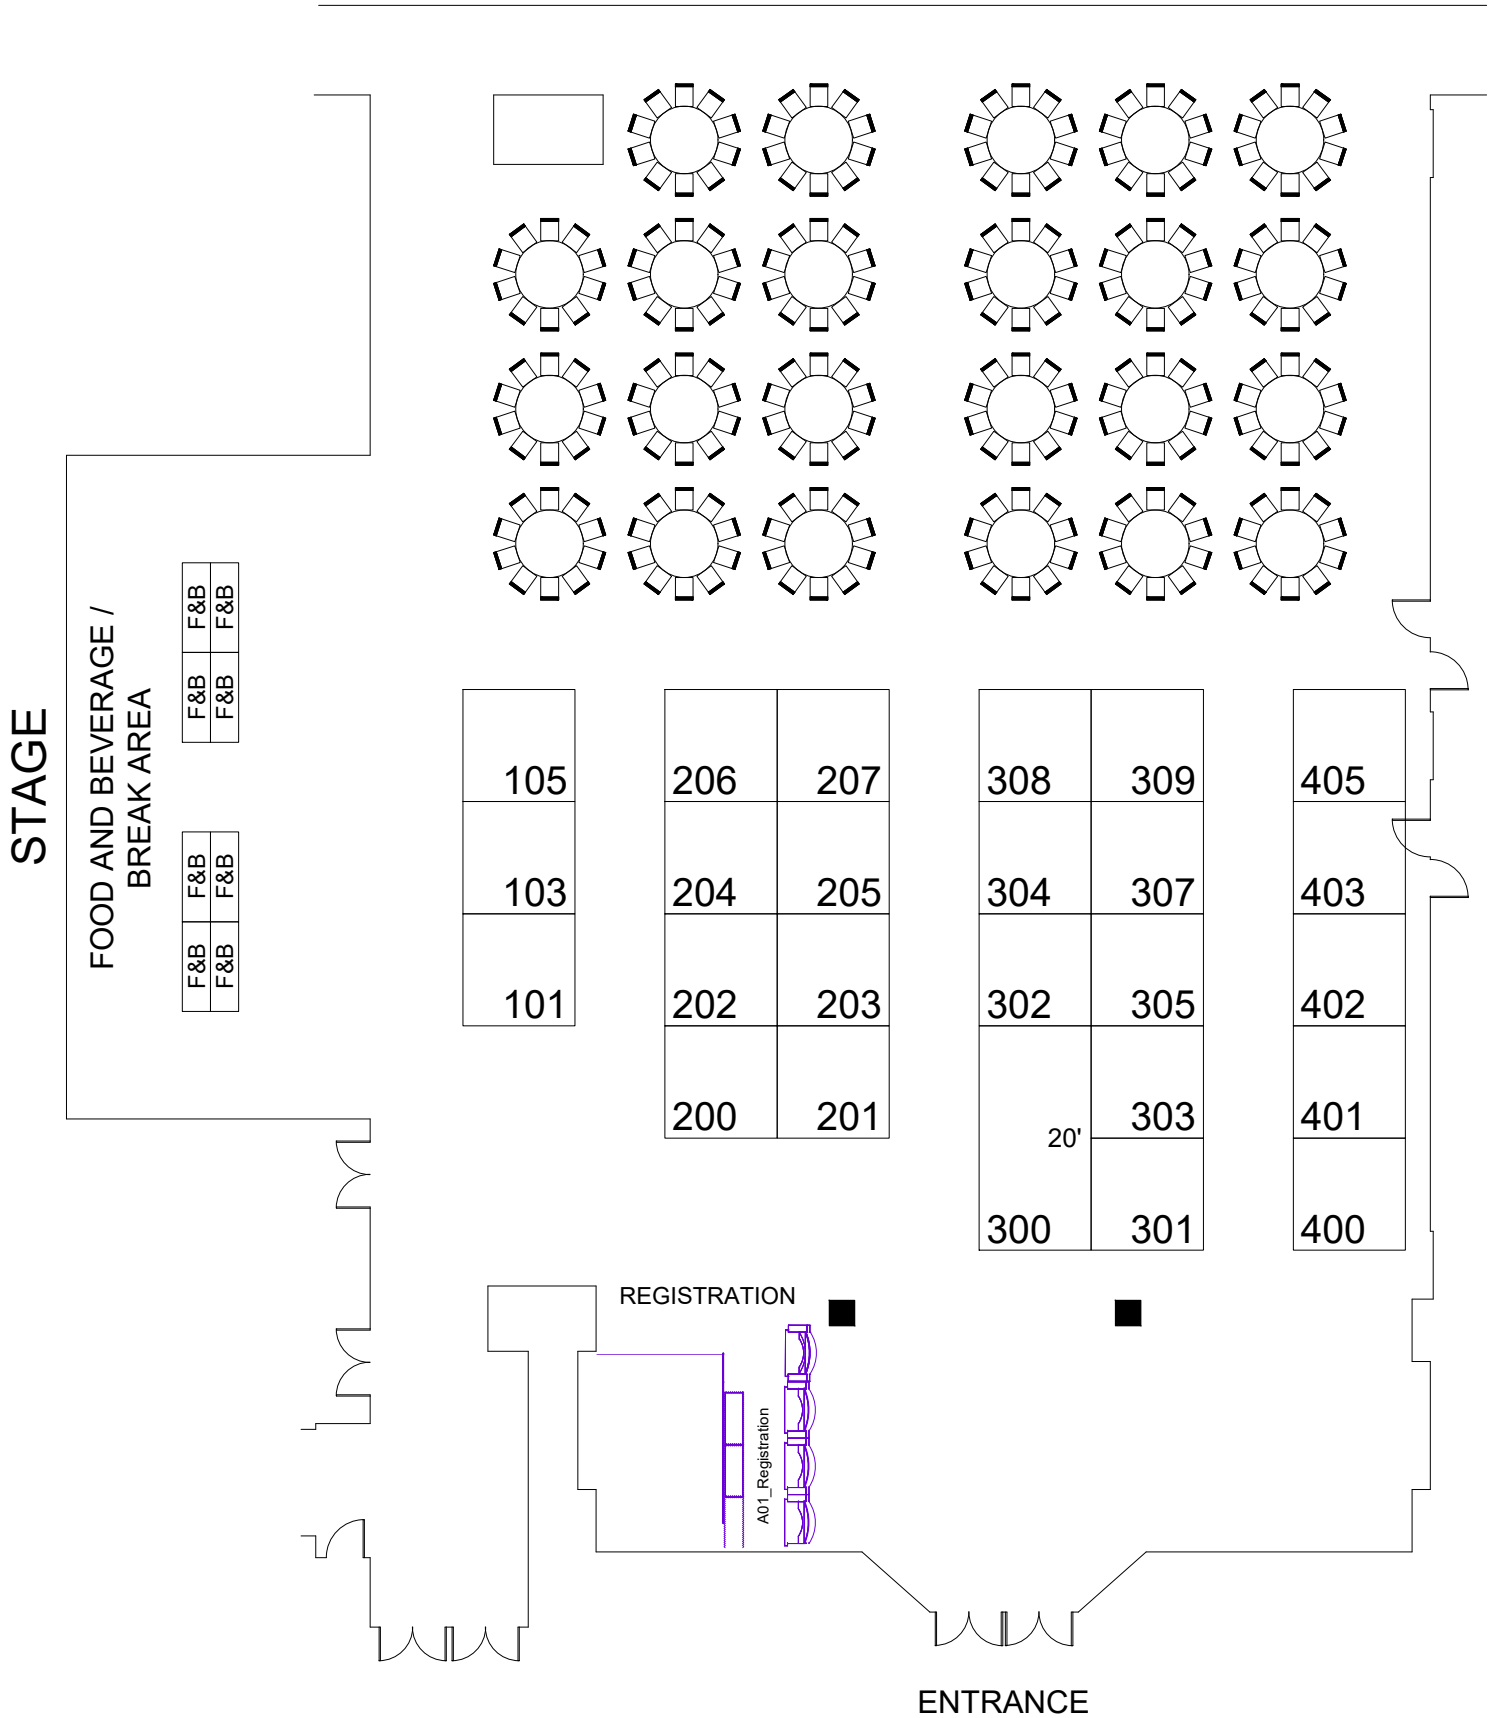 STAGE
FOOD AND BEVERAGE /
BREAK AREA
F&B F&B
F&B F&B
F&B F&B
F&B F&B
105 206 207 308 309 405
103 204 205 304 307 403
101 202 203 302 305 402
200 201 303 401
20'
300 301 400
REGISTRATION
A01_Registration
ENTRANCE